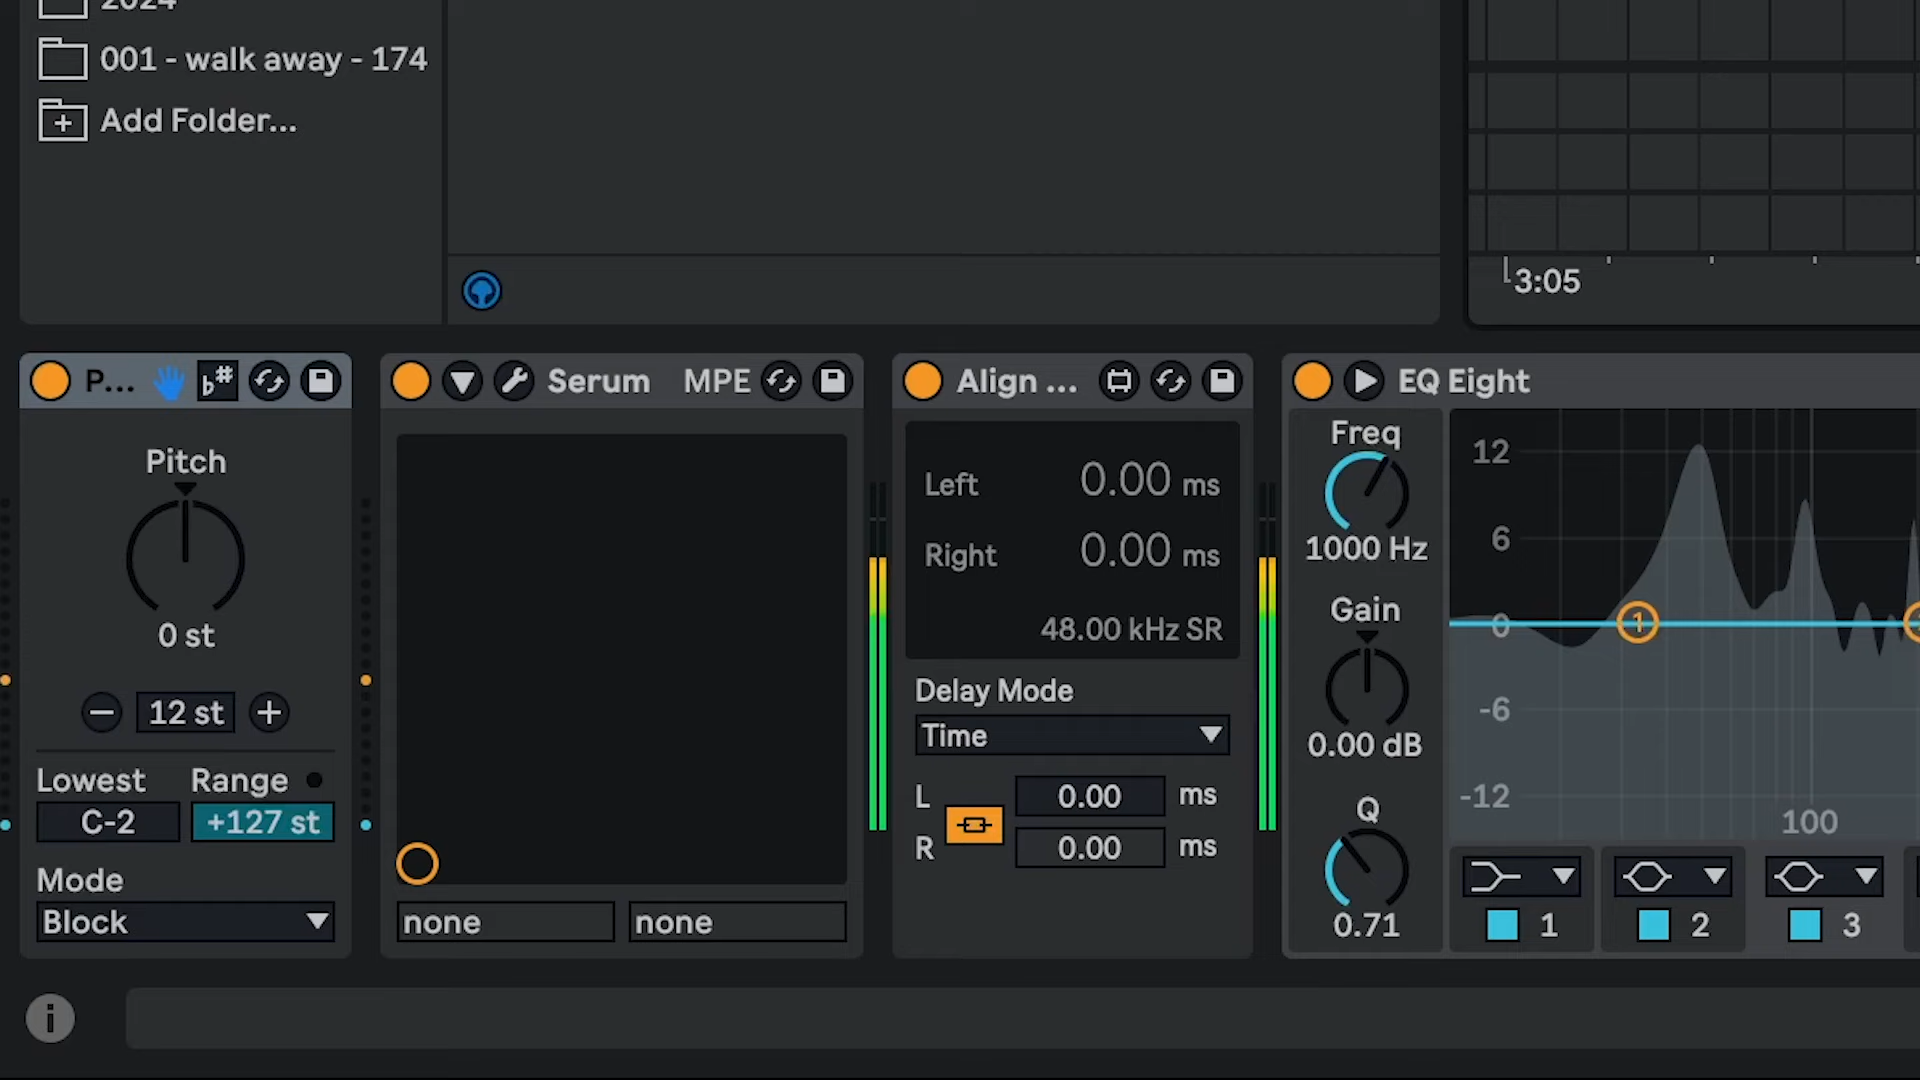 2024
001 - walk away - 174
Add Folder...
3:05
P...
Pitch
0 st
12 st
Lowest
Range
C-2
+127 st
Mode
Block
Serum
MPE
none
none
Align ...
Left
0.00 ms
Right
0.00 ms
48.00 kHz SR
Delay Mode
Time
L
0.00
ms
R
0.00
ms
EQ Eight
Freq
1000 Hz
Gain
0.00 dB
Q
0.71
12
6
0
-6
-12
1
100
1
2
3